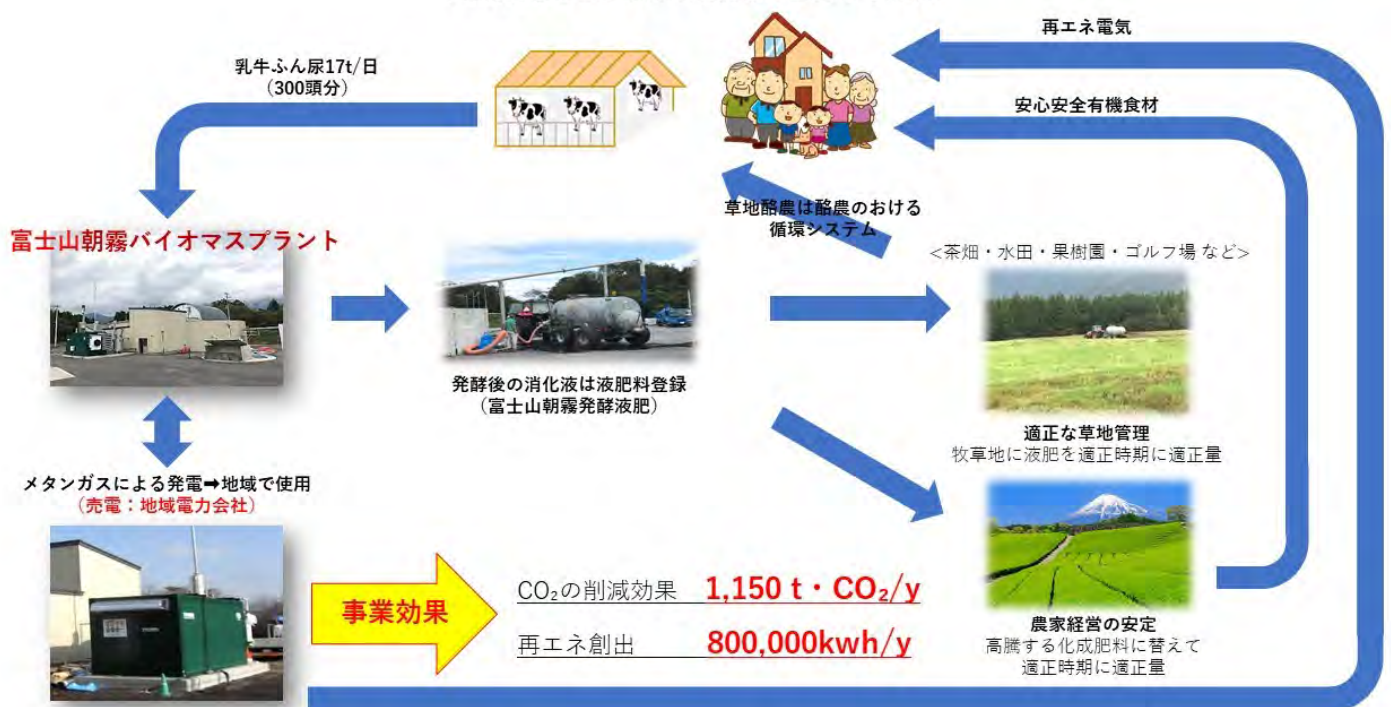 再エネ電気
乳牛ふん尿17t/日
（300頭分）
安心安全有機食材
草地酪農は酪農のおける
循環システム
富士山朝霧バイオマスプラント
<茶畑・水田・果樹園・ゴルフ場 など>
発酵後の消化液は液肥料登録
（富士山朝霧発酵液肥）
適正な草地管理
牧草地に液肥を適正時期に適正量
メタンガスによる発電➡地域で使用
（売電：地域電力会社）
事業効果
CO₂の削減効果 1,150 t・CO₂/y
再エネ創出 800,000kwh/y
農家経営の安定
高騰する化成肥料に替えて
適正時期に適正量